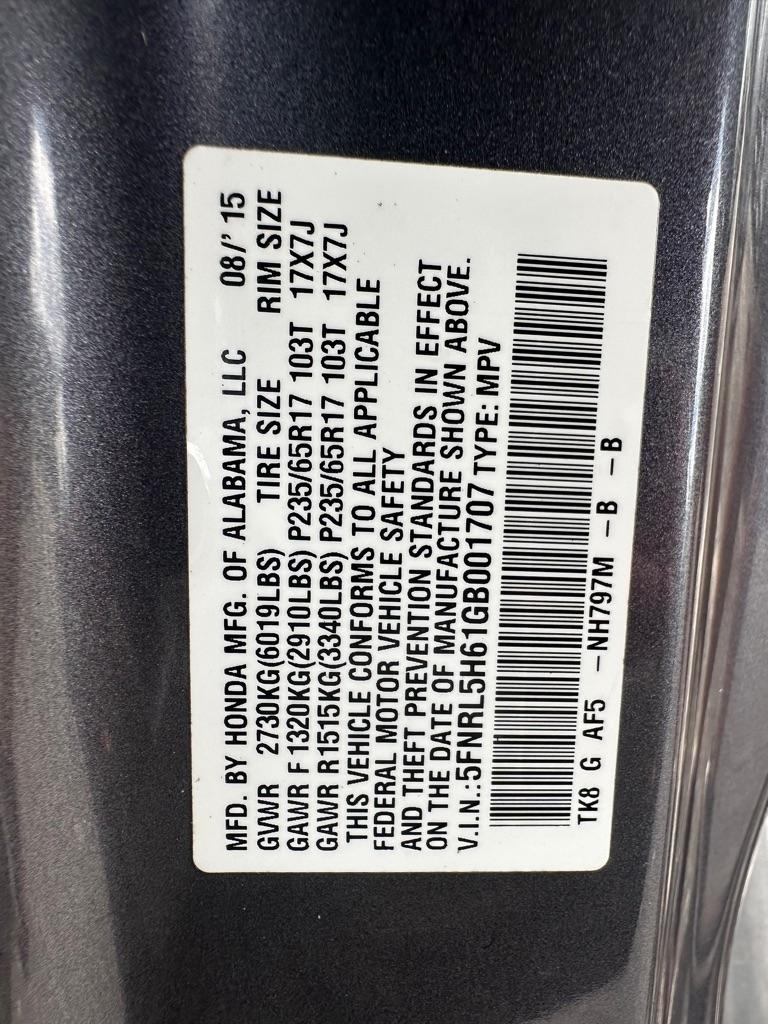 MFD. BY HONDA MFG. OF ALABAMA, LLC 08/'15
GVWR 2730KG(6019LBS) TIRE SIZE RIM SIZE
GAWR F 1320KG(2910LBS) P235/65R17 103T 17X7J
GAWR R 1515KG(3340LBS) P235/65R17 103T 17X7J
THIS VEHICLE CONFORMS TO ALL APPLICABLE
FEDERAL MOTOR VEHICLE SAFETY
AND THEFT PREVENTION STANDARDS IN EFFECT
ON THE DATE OF MANUFACTURE SHOWN ABOVE.
V.I.N.:5FNRL5H61GB001707 TYPE: MPV
TK8 G AF5 -NH797M -B -B